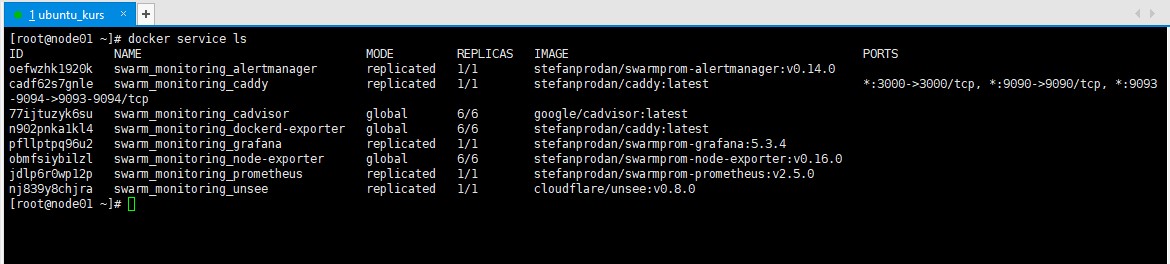 1 ubuntu_kurs × +
[root@node01 ~]# docker service ls
ID NAME MODE REPLICAS IMAGE PORTS
oefwzhk1920k swarm_monitoring_alertmanager replicated 1/1 stefanprodan/swarmprom-alertmanager:v0.14.0
cadf62s7gnle swarm_monitoring_caddy replicated 1/1 stefanprodan/caddy:latest *:3000->3000/tcp, *:9090->9090/tcp, *:9093
-9094->9093-9094/tcp
77ijtuzyk6su swarm_monitoring_cadvisor global 6/6 google/cadvisor:latest
n902pnka1kl4 swarm_monitoring_dockerd-exporter global 6/6 stefanprodan/caddy:latest
pfllptpq96u2 swarm_monitoring_grafana replicated 1/1 stefanprodan/swarmprom-grafana:5.3.4
obmfsiybilzl swarm_monitoring_node-exporter global 6/6 stefanprodan/swarmprom-node-exporter:v0.16.0
jdlp6r0wp12p swarm_monitoring_prometheus replicated 1/1 stefanprodan/swarmprom-prometheus:v2.5.0
nj839y8chjra swarm_monitoring_unsee replicated 1/1 cloudflare/unsee:v0.8.0
[root@node01 ~]#